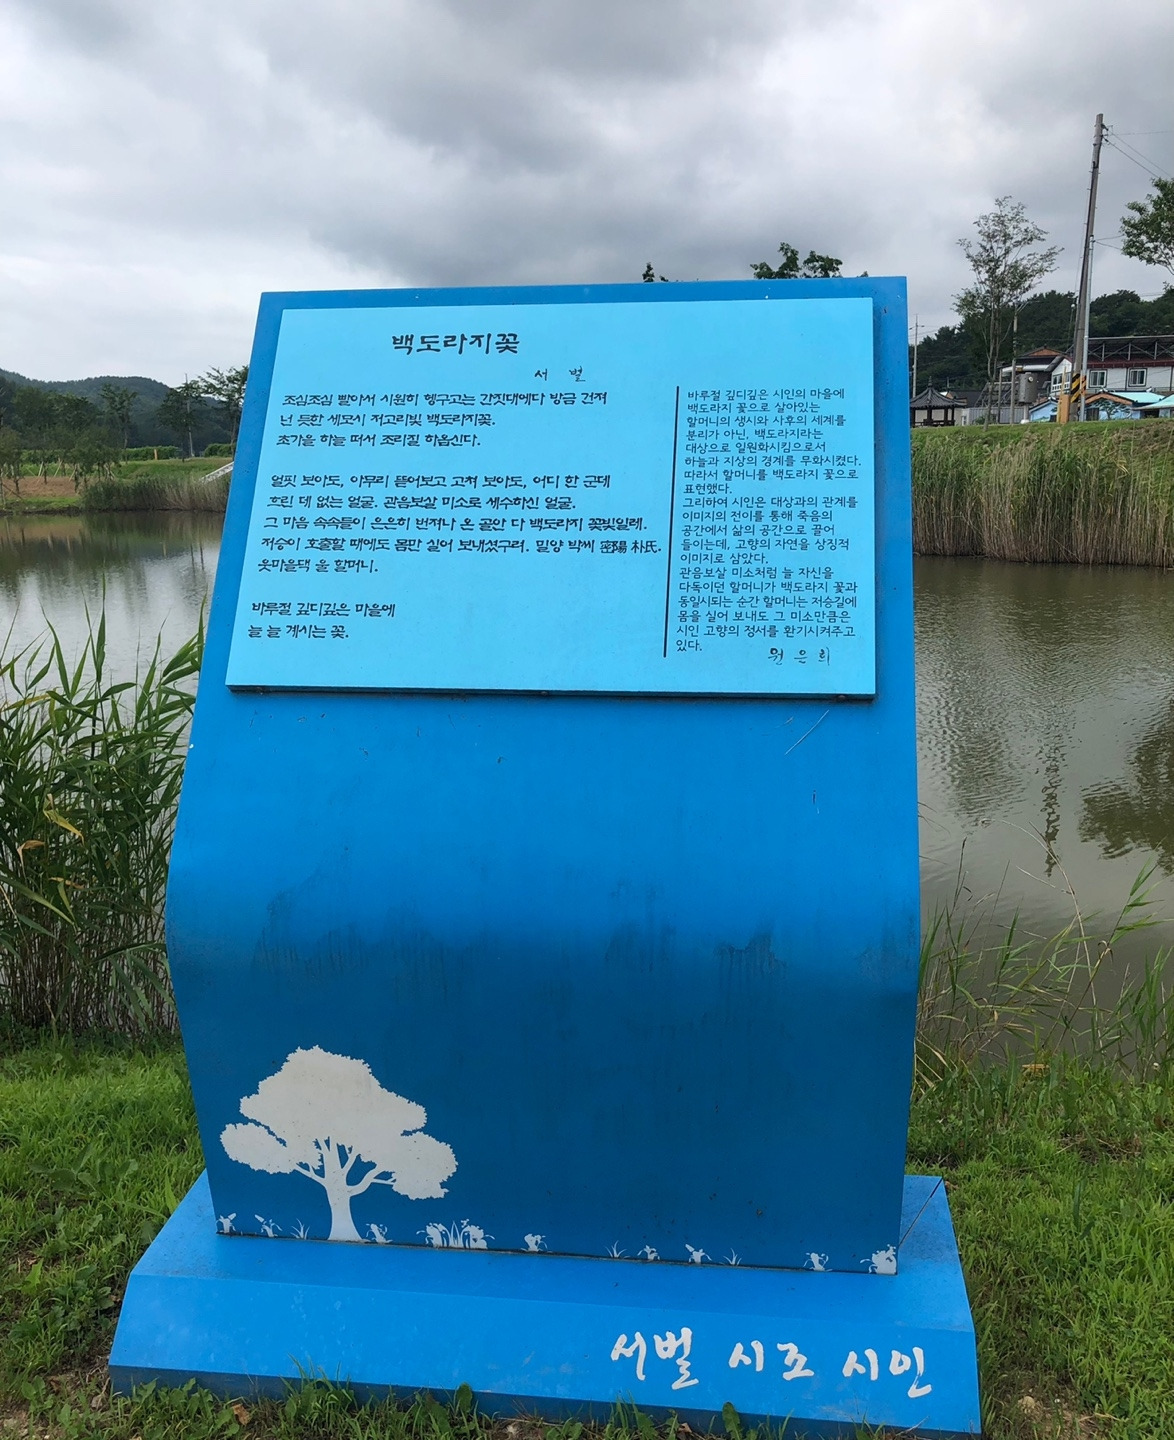 백도라지꽃
서 벌
조심조심 빨아서 시원히 헹구고는 간짓대에다 방금 건져
넌 듯한 세모시 저고리빛 백도라지꽃.
초가을 하늘 떠서 조리질 하옵신다.
얼핏 보아도, 아무리 뜯어보고 고쳐 보아도, 어디 한 군데
흐린 데 없는 얼굴. 관음보살 미소로 세수하신 얼굴.
그 마음 속속들이 은은히 번져나 온 골안 다 백도라지 꽃빛일레.
저승이 호출할 때에도 몸만 실어 보내셨구려. 밀양 박씨 密陽 朴氏.
웃마을댁 울 할머니.
바루절 깊디깊은 마을에
늘 늘 계시는 꽃.
바루절 깊디깊은 시인의 마을에
백도라지 꽃으로 살아있는
할머니의 생시와 사후의 세계를
분리가 아닌, 백도라지라는
대상으로 일원화시킴으로서
하늘과 지상의 경계를 무화시켰다.
따라서 할머니를 백도라지 꽃으로
표현했다.
그리하여 시인은 대상과의 관계를
이미지의 전이를 통해 죽음의
공간에서 삶의 공간으로 끌어
들이는데, 고향의 자연을 상징적
이미지로 삼았다.
관음보살 미소처럼 늘 자신을
다독이던 할머니가 백도라지 꽃과
동일시되는 순간 할머니는 저승길에
몸을 실어 보내도 그 미소만큼은
시인 고향의 정서를 환기시켜주고
있다.
원은희
서벌 시조 시인